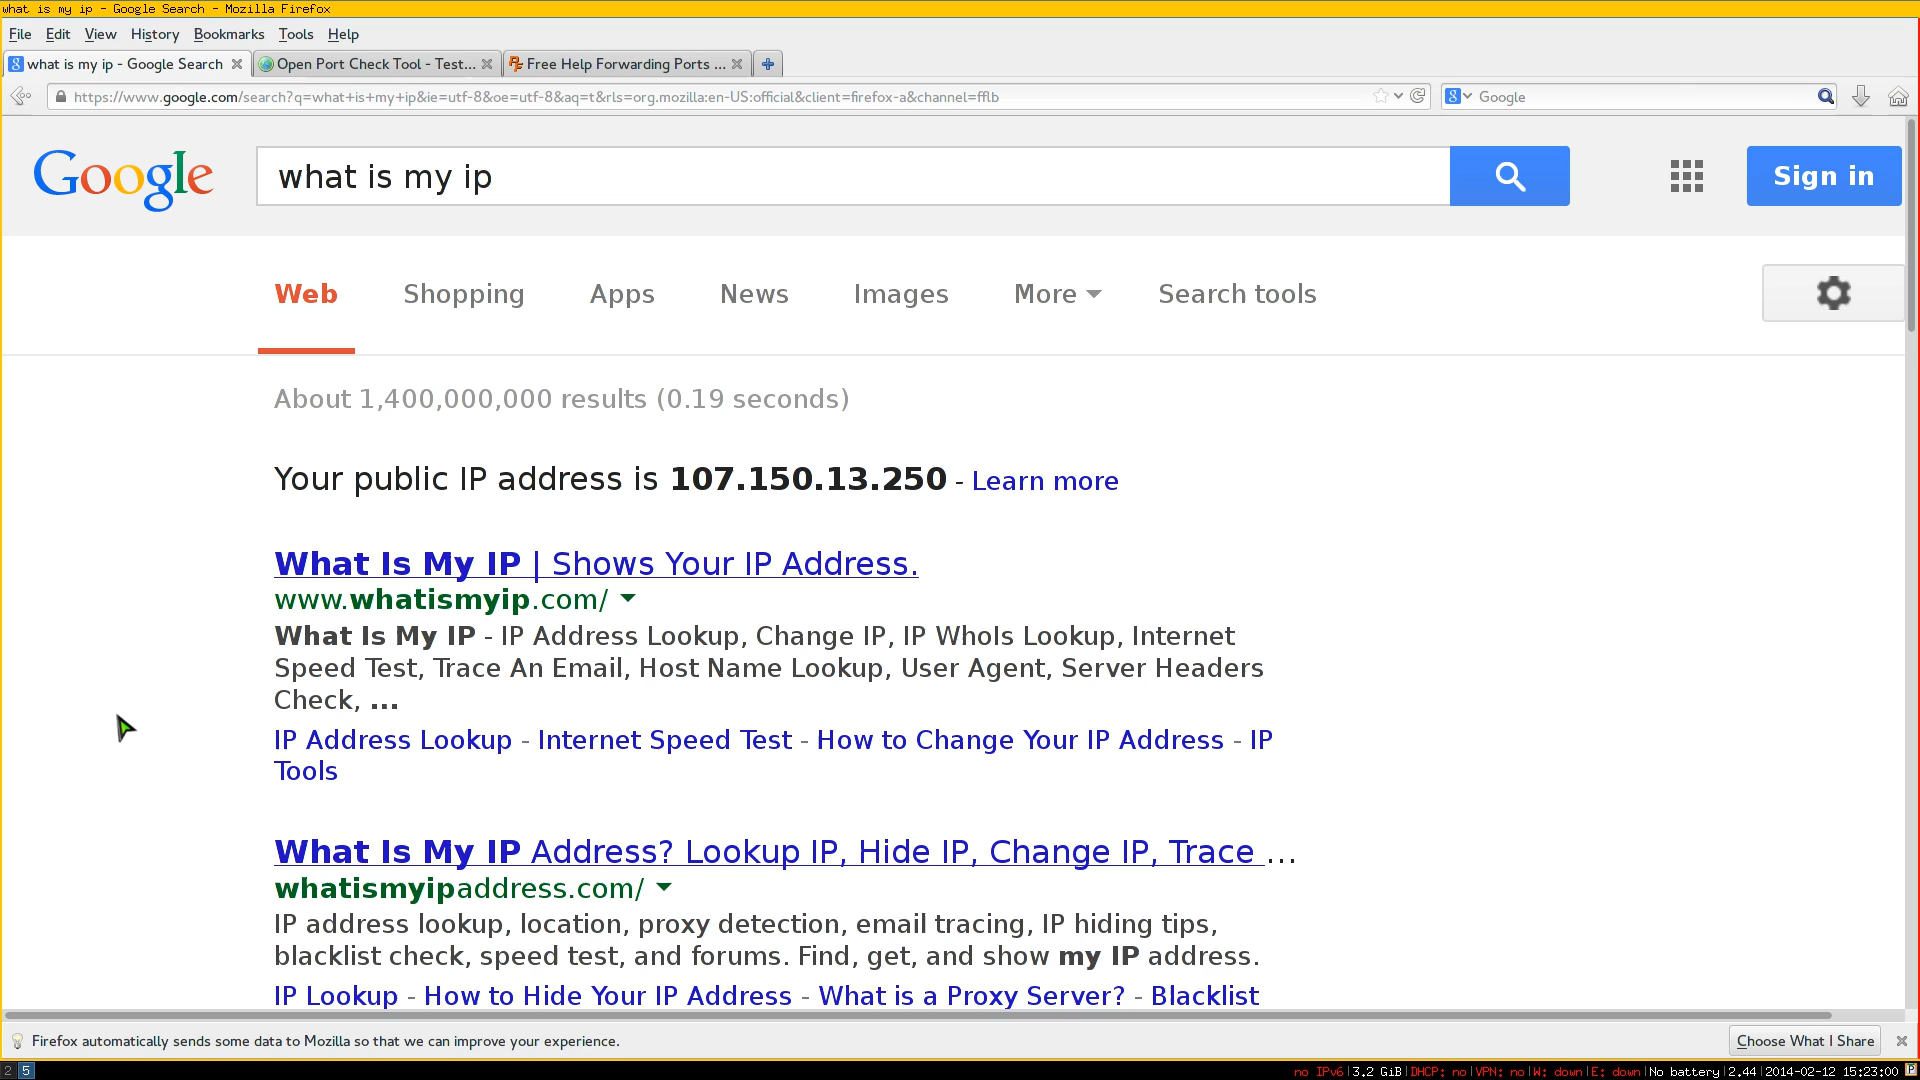 what is my ip - Google Search - Mozilla Firefox
File Edit View History Bookmarks Tools Help
what is my ip - Google Search
Open Port Check Tool - Test...
Free Help Forwarding Ports ...
https://www.google.com/search?q=what+is+my+ip&ie=utf-8&oe=utf-8&aq=t&rls=org.mozilla:en-US:official&client=firefox-a&channel=fflb
Google
Google
what is my ip
Sign in
Web Shopping Apps News Images More Search tools
About 1,400,000,000 results (0.19 seconds)
Your public IP address is 107.150.13.250 - Learn more
What Is My IP | Shows Your IP Address.
www.whatismyip.com/
What Is My IP - IP Address Lookup, Change IP, IP WhoIs Lookup, Internet
Speed Test, Trace An Email, Host Name Lookup, User Agent, Server Headers
Check, ...
IP Address Lookup - Internet Speed Test - How to Change Your IP Address - IP
Tools
What Is My IP Address? Lookup IP, Hide IP, Change IP, Trace ...
whatismyipaddress.com/
IP address lookup, location, proxy detection, email tracing, IP hiding tips,
blacklist check, speed test, and forums. Find, get, and show my IP address.
IP Lookup - How to Hide Your IP Address - What is a Proxy Server? - Blacklist
Firefox automatically sends some data to Mozilla so that we can improve your experience.
Choose What I Share
2 5
no IPv6|3.2 GiB|DHCP: no|VPN: no|W: down|E: down|No battery|2.44|2014-02-12 15:23:00